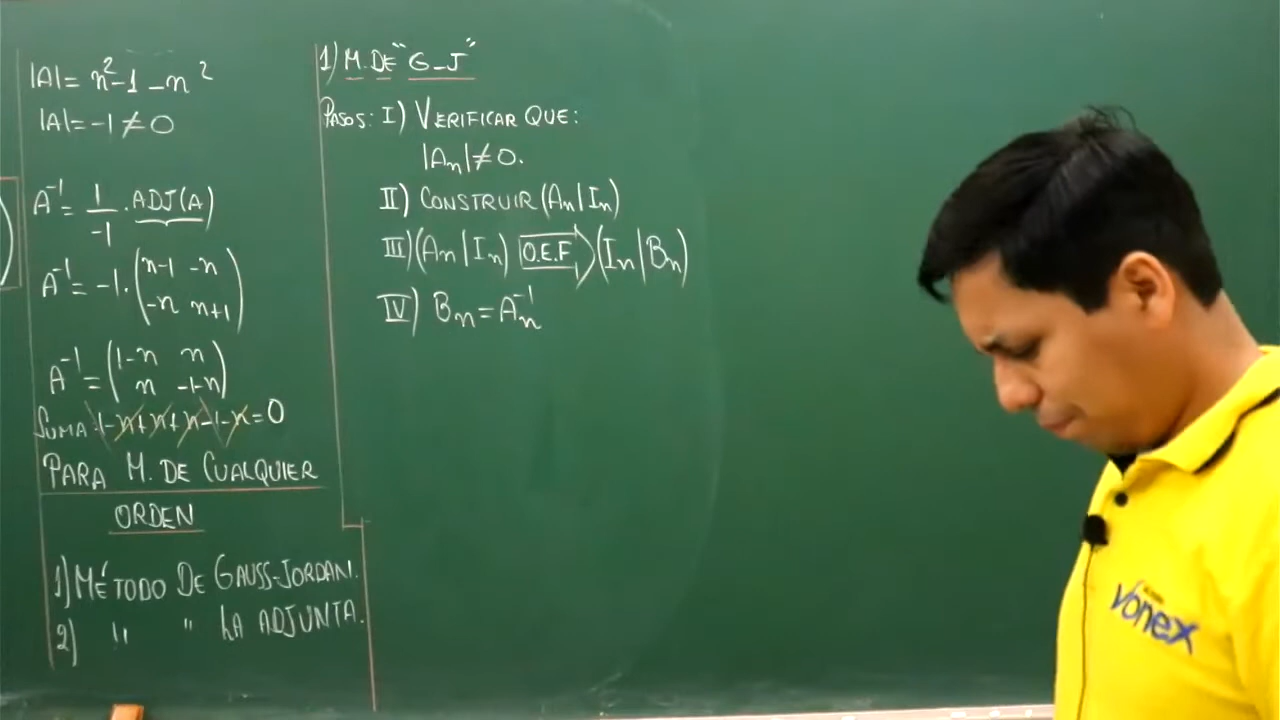 |A| = n²-1-n²
|A| = -1 ≠ 0
A⁻¹ = 1/-1 . ADJ(A)
A⁻¹ = -1. (n-1 -n
-n n+1)
A⁻¹ = (1-n n
n -1-n)
SUMA: 1-n+n+n-1-n=0
PARA M. DE CUALQUIER
ORDEN
1) MÉTODO DE GAUSS-JORDAN.
2) " " LA ADJUNTA.
1) M. DE "G-J"
PASOS: I) VERIFICAR QUE:
|Aₙ| ≠ 0.
II) CONSTRUIR (Aₙ | Iₙ)
III) (Aₙ | Iₙ) O.E.F. (Iₙ | Bₙ)
IV) Bₙ = Aₙ⁻¹
vonex